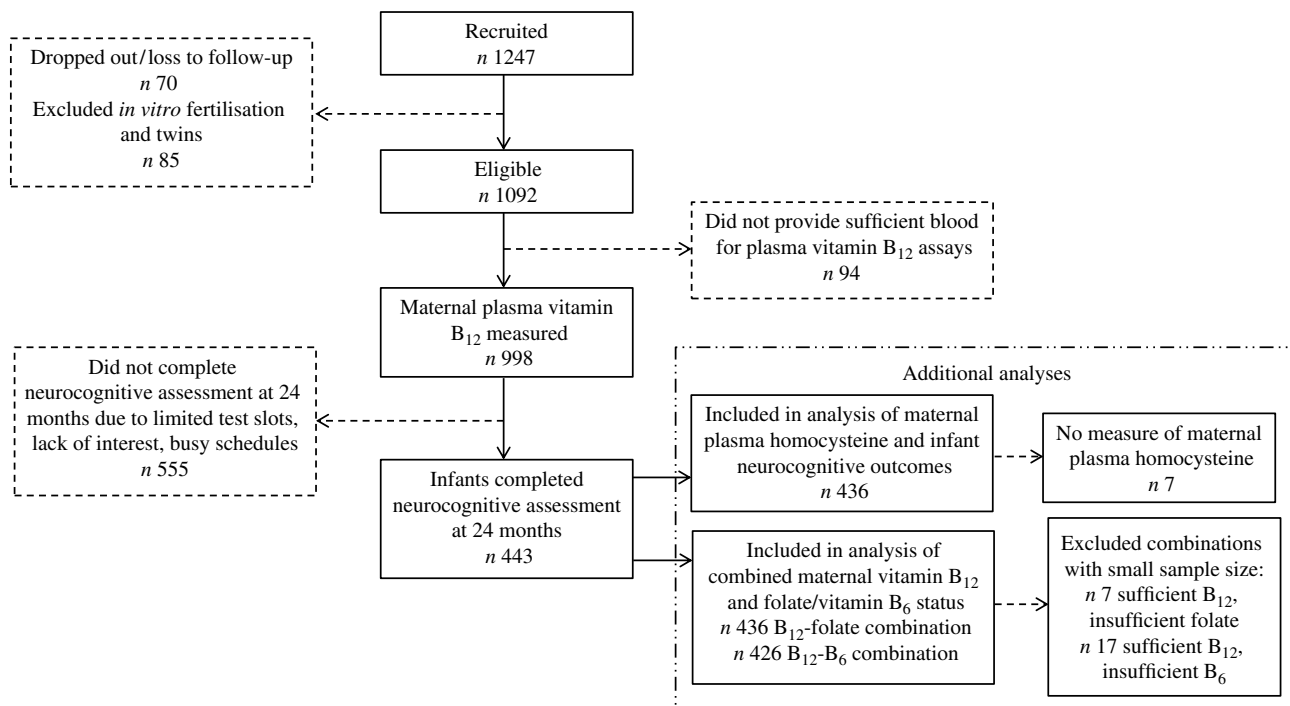 Recruited
n 1247
Dropped out/loss to follow-up
n 70
Excluded in vitro fertilisation
and twins
n 85
Eligible
n 1092
Did not provide sufficient blood
for plasma vitamin B12 assays
n 94
Maternal plasma vitamin
B12 measured
n 998
Did not complete
neurocognitive assessment at 24
months due to limited test slots,
lack of interest, busy schedules
n 555
Infants completed
neurocognitive assessment
at 24 months
n 443
Additional analyses
Included in analysis of maternal
plasma homocysteine and infant
neurocognitive outcomes
n 436
No measure of maternal
plasma homocysteine
n 7
Included in analysis of
combined maternal vitamin B12
and folate/vitamin B6 status
n 436 B12-folate combination
n 426 B12-B6 combination
Excluded combinations
with small sample size:
n 7 sufficient B12,
insufficient folate
n 17 sufficient B12,
insufficient B6